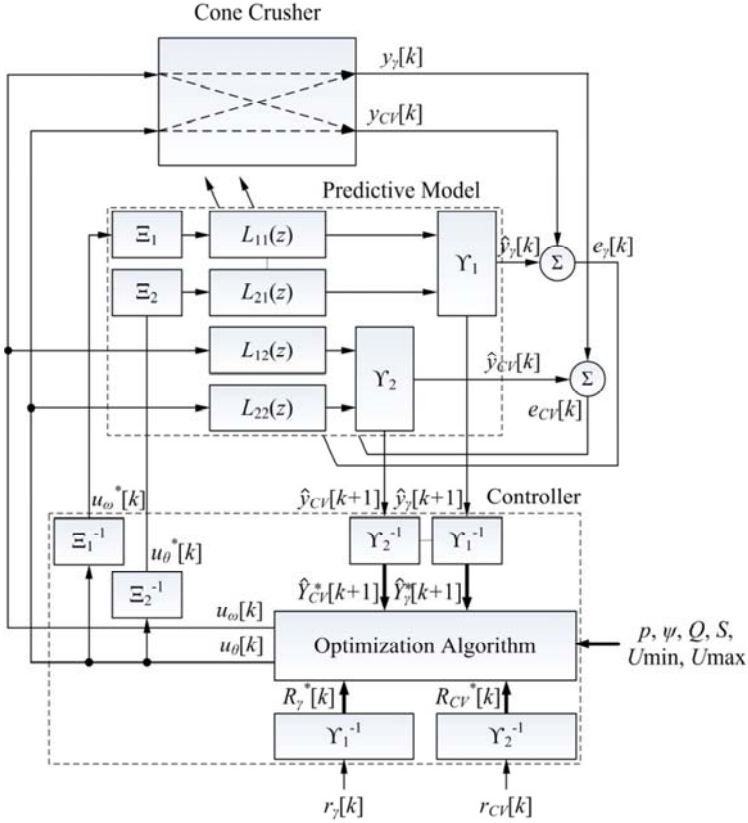 Cone Crusher
yγ[k]
yCV[k]
Predictive Model
Ξ1
L11(z)
Υ1
ŷγ[k]
Σ
eγ[k]
Ξ2
L21(z)
L12(z)
Υ2
ŷCV[k]
Σ
L22(z)
eCV[k]
ŷCV[k+1]
ŷγ[k+1]
Controller
uω*[k]
Ξ1-1
uθ*[k]
Υ2-1
Υ1-1
Ξ2-1
Ŷ*CV[k+1]
Ŷ*γ[k+1]
uω[k]
uθ[k]
Optimization Algorithm
p, ψ, Q, S,
Umin, Umax
Rγ*[k]
RCV*[k]
Υ1-1
Υ2-1
rγ[k]
rCV[k]